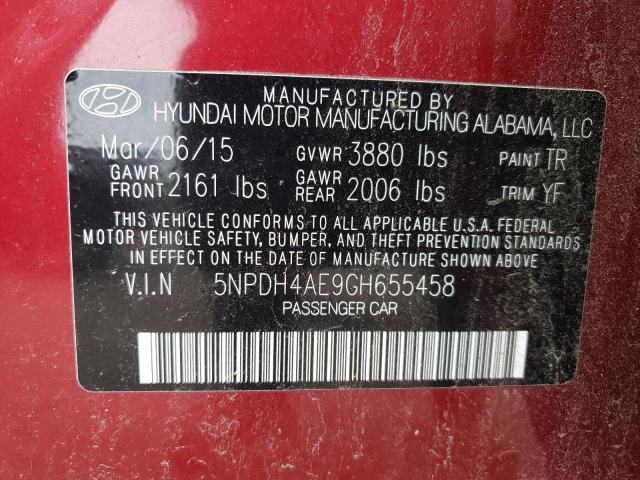 MANUFACTURED BY
HYUNDAI MOTOR MANUFACTURING ALABAMA, LLC
Mar/06/15 GVWR 3880 lbs PAINT TR
GAWR FRONT 2161 lbs GAWR REAR 2006 lbs TRIM YF
THIS VEHICLE CONFORMS TO ALL APPLICABLE U.S.A. FEDERAL
MOTOR VEHICLE SAFETY, BUMPER, AND THEFT PREVENTION STANDARDS
IN EFFECT ON THE DATE OF MANUFACTURE SHOWN ABOVE.
V.I.N 5NPDH4AE9GH655458
PASSENGER CAR